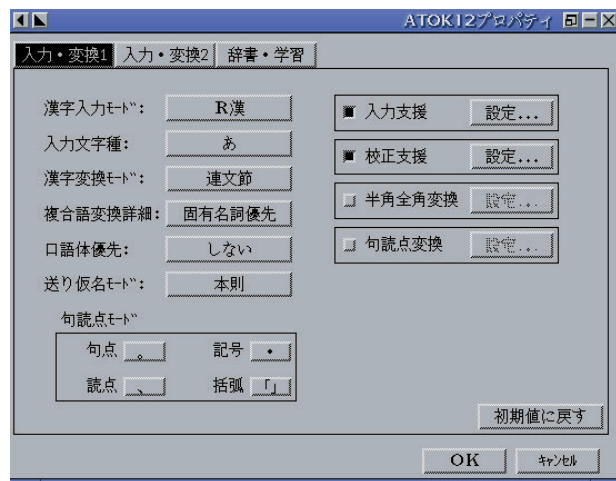 ATOK12プロパティ
入力・変換1 入力・変換2 辞書・学習
漢字入力ﾓｰﾄﾞ: R漢
入力文字種: あ
漢字変換ﾓｰﾄﾞ: 連文節
複合語変換詳細: 固有名詞優先
口語体優先: しない
送り仮名ﾓｰﾄﾞ: 本則
句読点ﾓｰﾄﾞ
句点 。 記号 ・
読点 、 括弧 「」
入力支援 設定...
校正支援 設定...
半角全角変換 設定...
句読点変換 設定...
初期値に戻す
OK ｷｬﾝｾﾙ